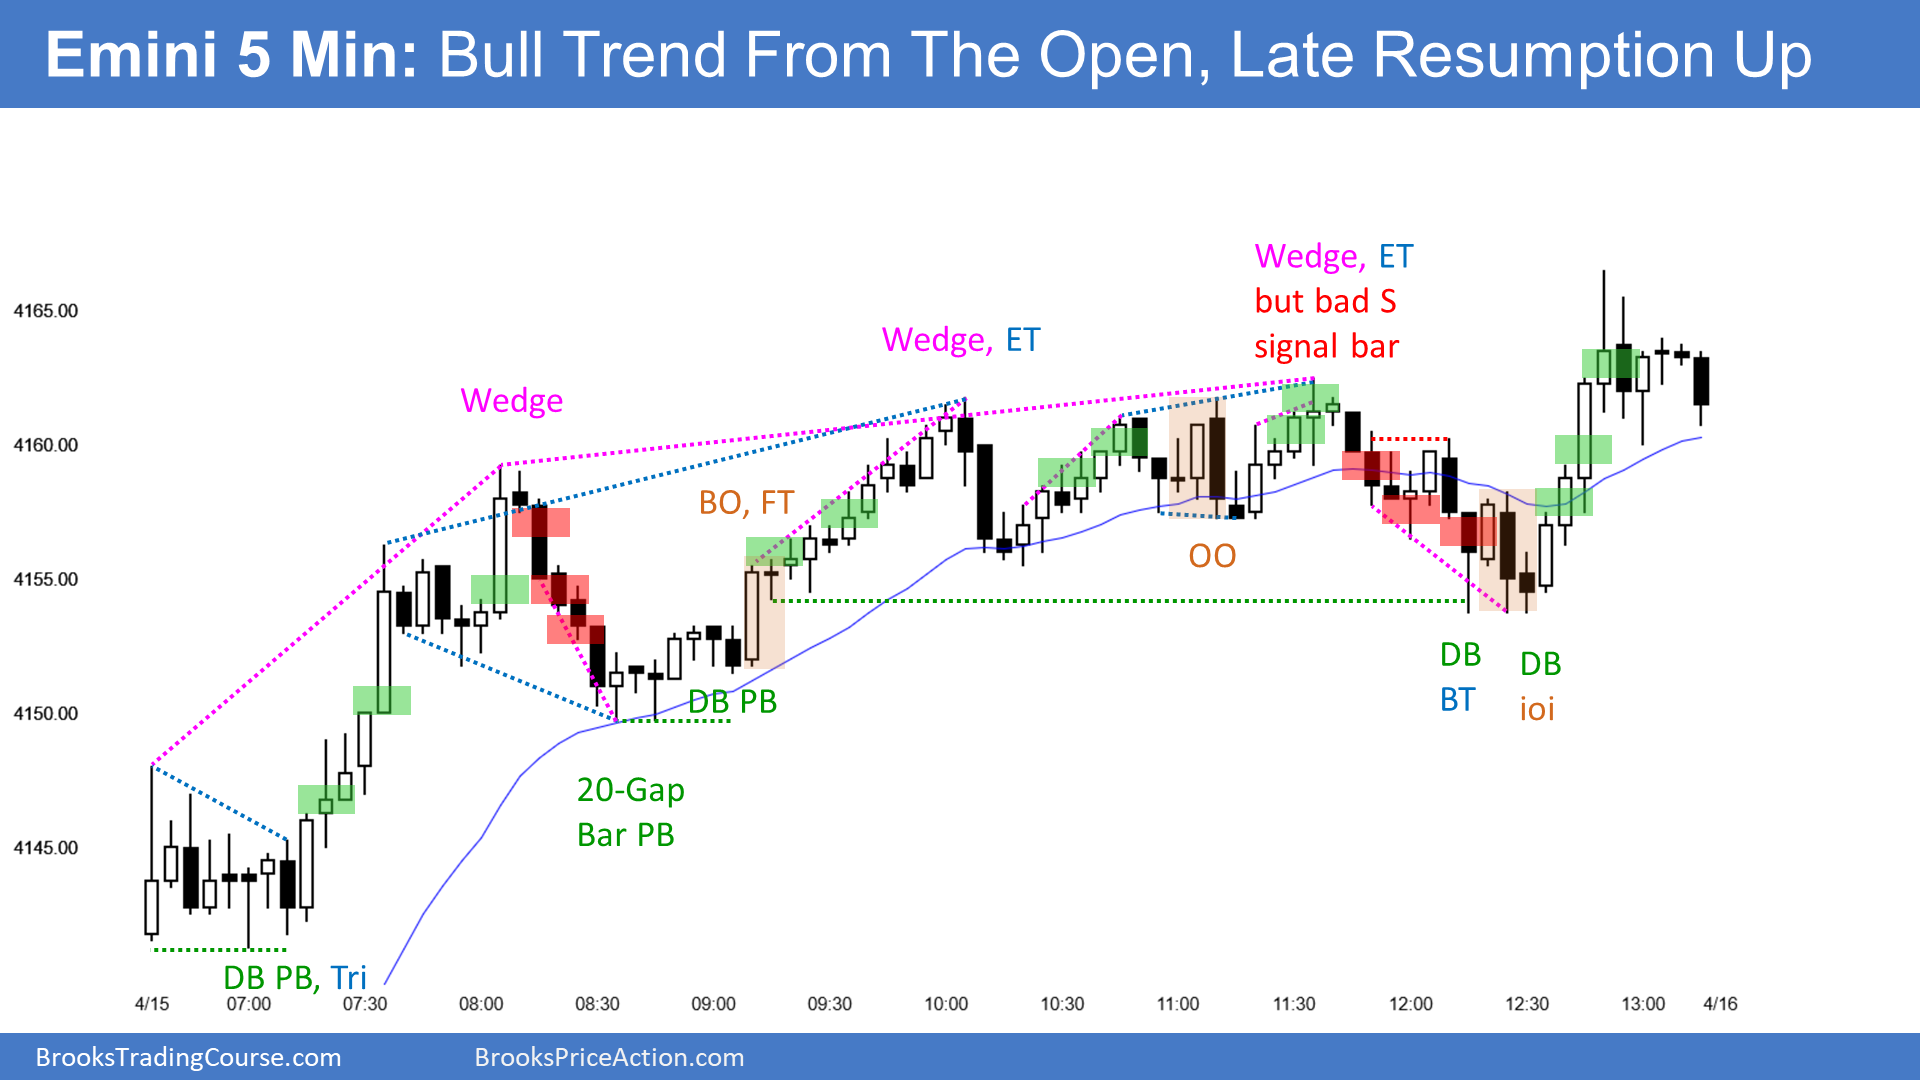 Emini 5 Min: Bull Trend From The Open, Late Resumption Up
Wedge, ET
but bad S
signal bar
4165.00
Wedge, ET
Wedge
4160.00
BO, FT
OO
4155.00
DB
BT
DB
ioi
4150.00
DB PB
20-Gap
Bar PB
4145.00
DB PB, Tri
4/15 07:00 07:30 08:00 08:30 09:00 09:30 10:00 10:30 11:00 11:30 12:00 12:30 13:00 4/16
BrooksTradingCourse.com BrooksPriceAction.com